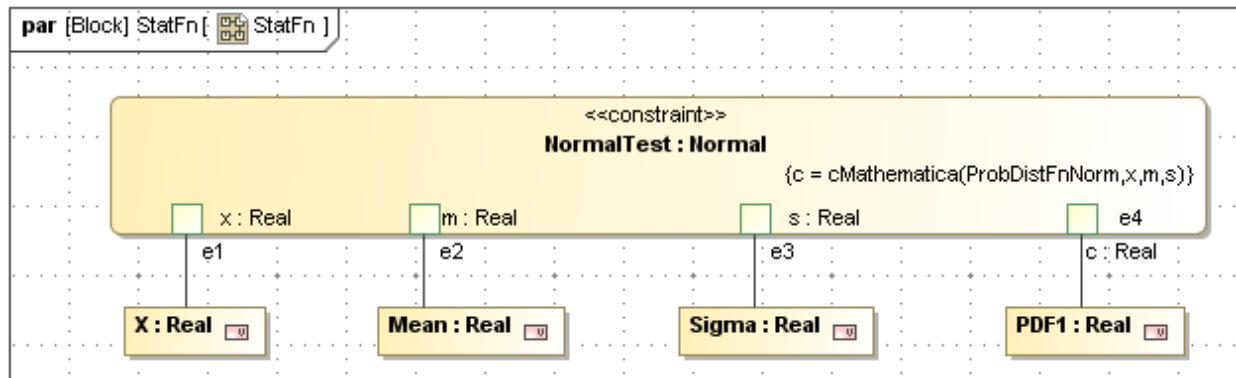 par [Block] StatFn [ StatFn ]
<<constraint>>
NormalTest : Normal
{c = cMathematica(ProbDistFnNorm,x,m,s)}
x : Real
m : Real
s : Real
e4
e1
e2
e3
c : Real
X : Real
Mean : Real
Sigma : Real
PDF1 : Real